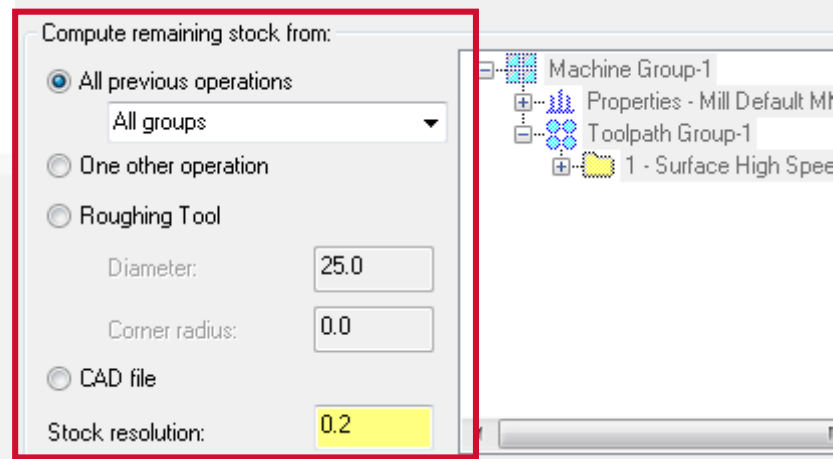 Compute remaining stock from:
All previous operations
All groups
One other operation
Roughing Tool
Diameter: 25.0
Corner radius: 0.0
CAD file
Stock resolution: 0.2
Machine Group-1
Properties - Mill Default
Toolpath Group-1
1 - Surface High